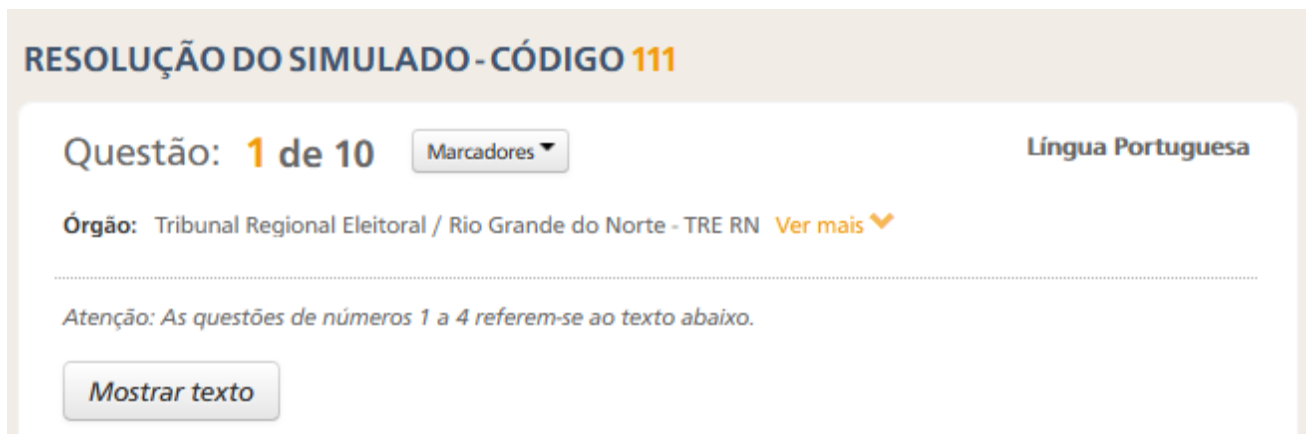 RESOLUÇÃO DO SIMULADO - CÓDIGO 111
Questão: 1 de 10 Marcadores Língua Portuguesa
Órgão: Tribunal Regional Eleitoral / Rio Grande do Norte - TRE RN Ver mais
Atenção: As questões de números 1 a 4 referem-se ao texto abaixo.
Mostrar texto